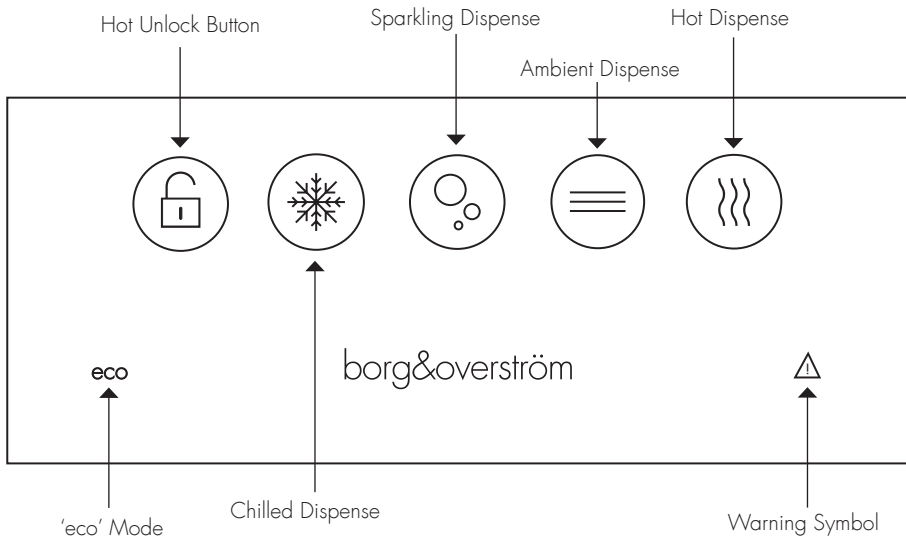 Hot Unlock Button
Sparkling Dispense
Hot Dispense
Ambient Dispense
eco
borg&overström
!
'eco' Mode
Chilled Dispense
Warning Symbol